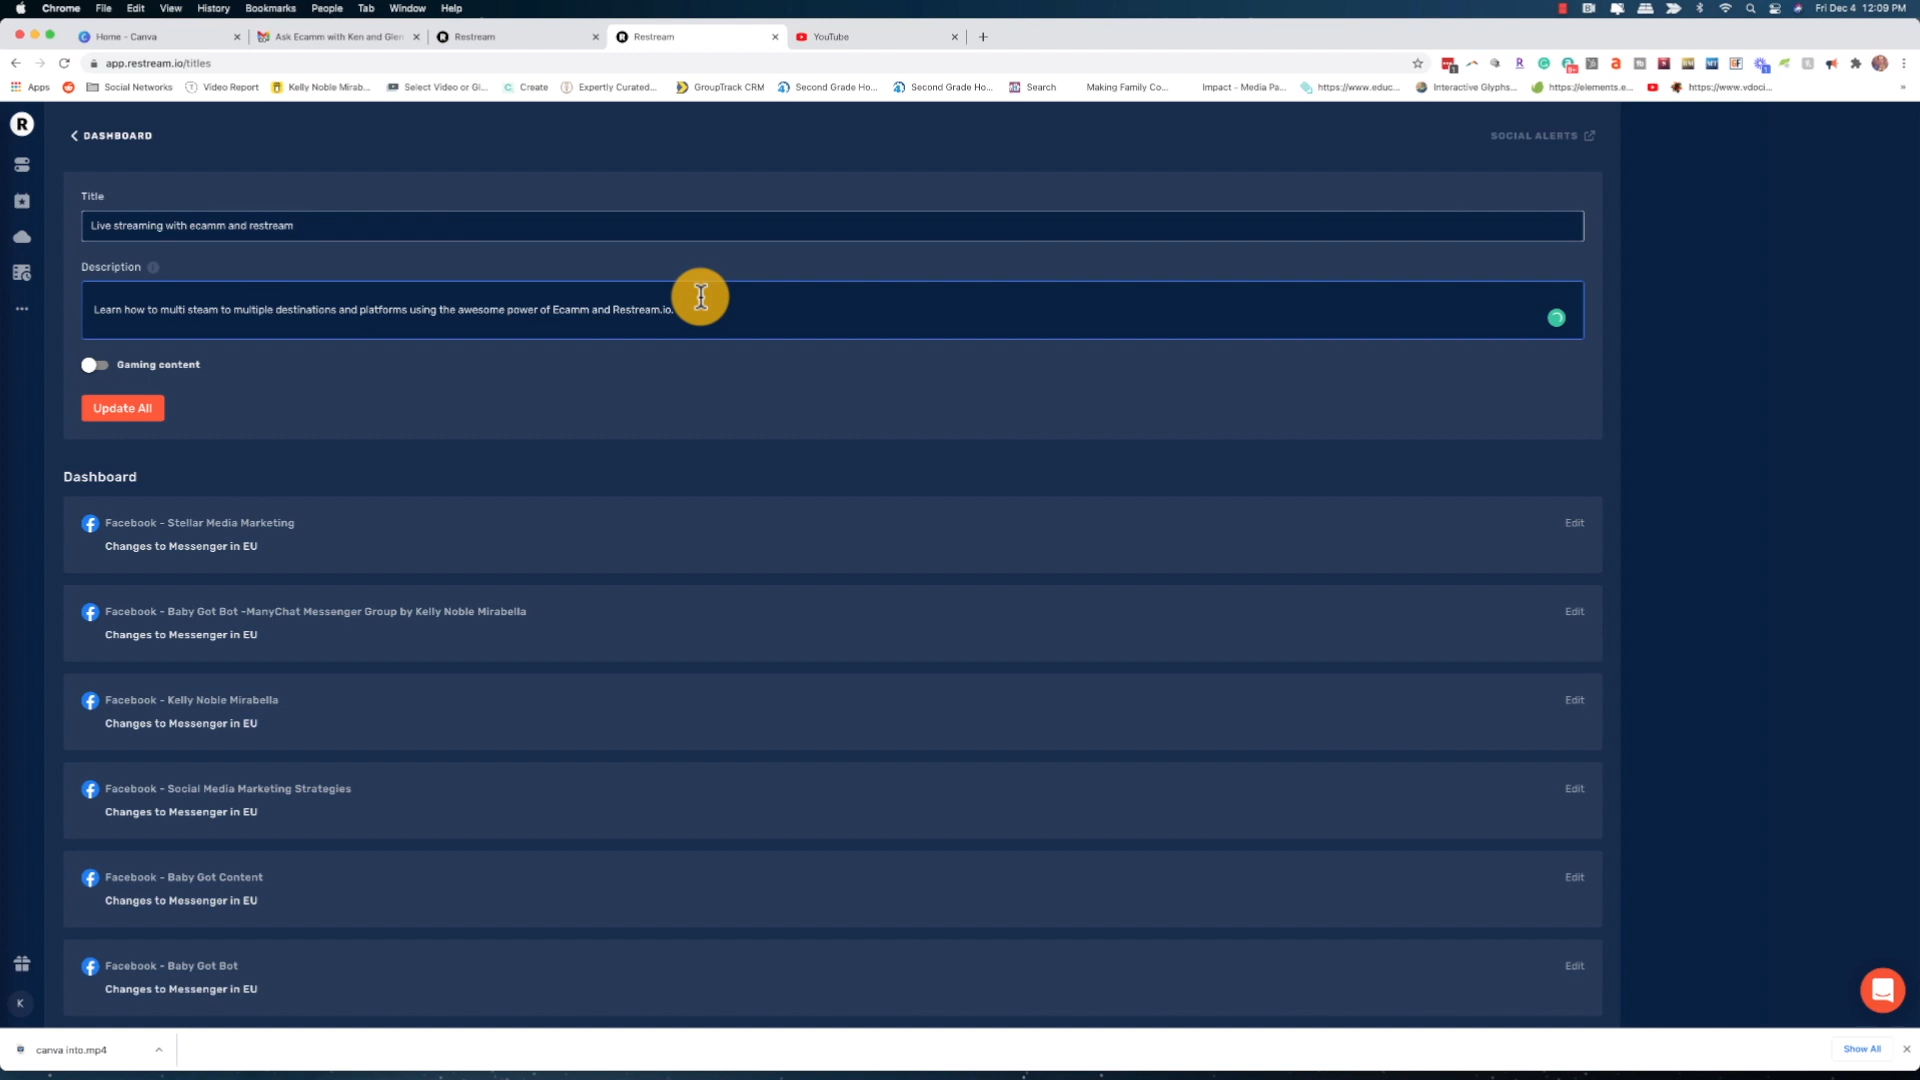 Chrome File Edit View History Bookmarks People Tab Window Help
Fri Dec 4 12:09 PM
Home - Canva
Ask Ecamm with Ken and Glen
Restream
Restream
YouTube
app.restream.io/titles
Apps
Social Networks
Video Report
Kelly Noble Mirab...
Select Video or Gi...
Create
Expertly Curated...
GroupTrack CRM
Second Grade Ho...
Second Grade Ho...
Search
Making Family Co...
Impact - Media Pa...
https://www.educ...
Interactive Glyphs...
https://elements.e...
https://www.vdoci...
R
DASHBOARD
SOCIAL ALERTS
Title
Live streaming with ecamm and restream
Description
Learn how to multi steam to multiple destinations and platforms using the awesome power of Ecamm and Restream.io.
Gaming content
Update All
Dashboard
Facebook - Stellar Media Marketing
Edit
Changes to Messenger in EU
Facebook - Baby Got Bot -ManyChat Messenger Group by Kelly Noble Mirabella
Edit
Changes to Messenger in EU
Facebook - Kelly Noble Mirabella
Edit
Changes to Messenger in EU
Facebook - Social Media Marketing Strategies
Edit
Changes to Messenger in EU
Facebook - Baby Got Content
Edit
Changes to Messenger in EU
Facebook - Baby Got Bot
Edit
Changes to Messenger in EU
K
canva into.mp4
Show All